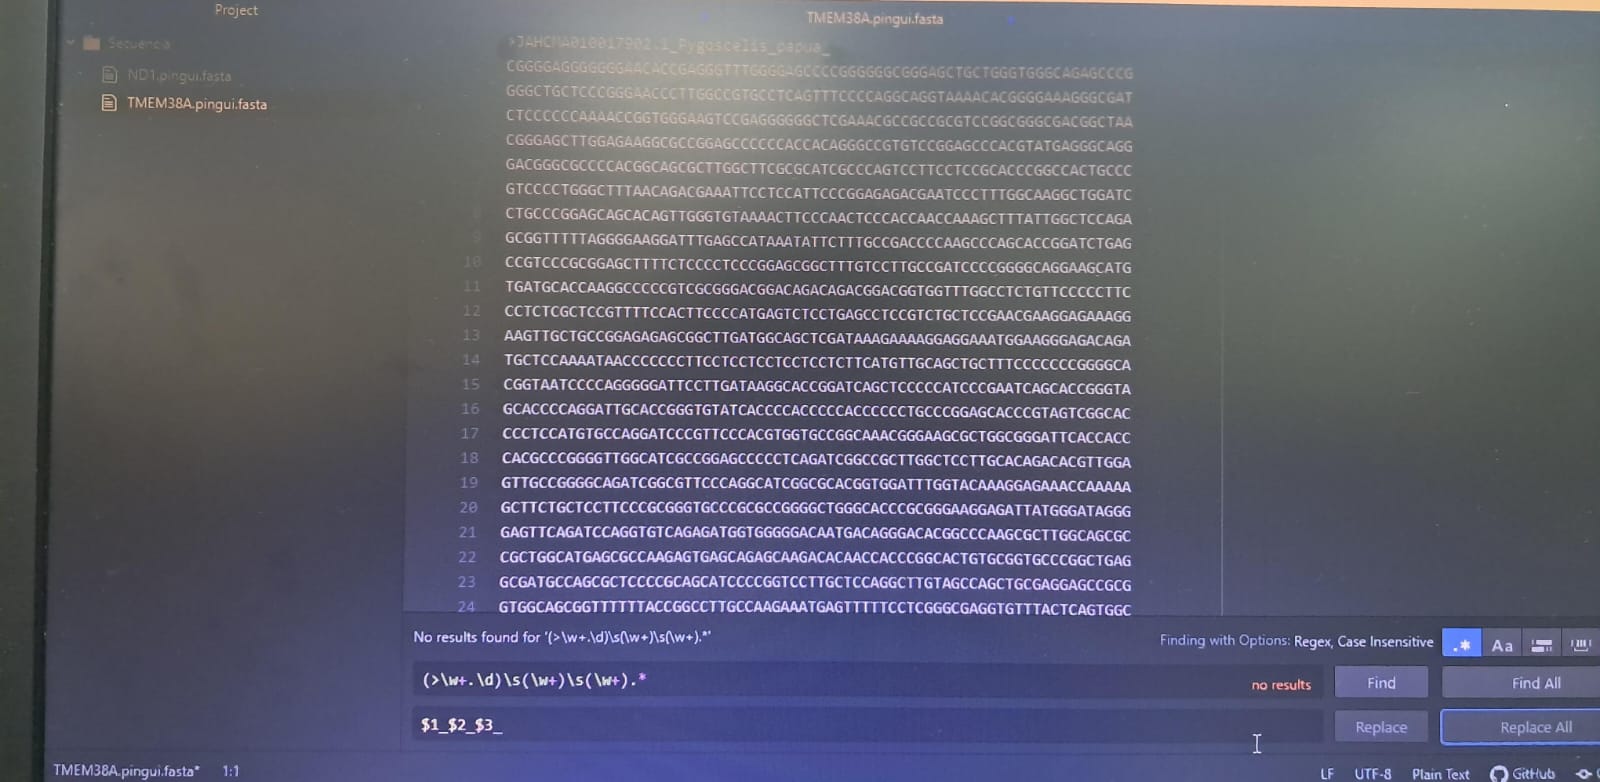 Project
TMEM38A.pingui.fasta
Secuencia
ND1.pingui.fasta
TMEM38A.pingui.fasta
>JAHCMA010017902.1_Pygoscelis_papua_
CGGGGAGGGGGGGAACACCGAGGGTTTGGGGAGCCCCGGGGGGCGGGAGCTGCTGGGTGGGCAGAGCCCG
GGGCTGCTCCCGGGAACCCTTGGCCGTGCCTCAGTTTCCCCAGGCAGGTAAAACACGGGGAAAGGGCGAT
CTCCCCCCAAAACCGGTGGGAAGTCCGAGGGGGGCTCGAAACGCCGCCGCGTCCGGCGGGCGACGGCTAA
CGGGAGCTTGGAGAAGGCGCCGGAGCCCCCCACCACAGGGCCGTGTCCGGAGCCCACGTATGAGGGCAGG
GACGGGCGCCCCACGGCAGCGCTTGGCTTCGCGCATCGCCCAGTCCTTCCTCCGCACCCGGCCACTGCCC
GTCCCCTGGGCTTTAACAGACGAAATTCCTCCATTCCCGGAGAGACGAATCCCTTTGGCAAGGCTGGATC
CTGCCCGGAGCAGCACAGTTGGGTGTAAAACTTCCCAACTCCCACCAACCAAAGCTTTATTGGCTCCAGA
GCGGTTTTTAGGGGAAGGATTTGAGCCATAAATATTCTTTGCCGACCCCAAGCCCAGCACCGGATCTGAG
10 CCGTCCCGCGGAGCTTTTCTCCCCTCCCGGAGCGGCTTTGTCCTTGCCGATCCCCGGGGCAGGAAGCATG
11 TGATGCACCAAGGCCCCCGTCGCGGGACGGACAGACAGACGGACGGTGGTTTGGCCTCTGTTCCCCCTTC
12 CCTCTCGCTCCGTTTTCCACTTCCCCATGAGTCTCCTGAGCCTCCGTCTGCTCCGAACGAAGGAGAAAGG
13 AAGTTGCTGCCGGAGAGAGCGGCTTGATGGCAGCTCGATAAAGAAAAGGAGGAAATGGAAGGGAGACAGA
14 TGCTCCAAAATAACCCCCCCTTCCTCCTCCTCCTCCTCTTCATGTTGCAGCTGCTTTCCCCCCCGGGGCA
15 CGGTAATCCCCAGGGGGATTCCTTGATAAGGCACCGGATCAGCTCCCCCATCCCGAATCAGCACCGGGTA
16 GCACCCCAGGATTGCACCGGGTGTATCACCCCACCCCCACCCCCCTGCCCGGAGCACCCGTAGTCGGCAC
17 CCCTCCATGTGCCAGGATCCCGTTCCCACGTGGTGCCGGCAAACGGGAAGCGCTGGCGGGATTCACCACC
18 CACGCCCGGGGTTGGCATCGCCGGAGCCCCCTCAGATCGGCCGCTTGGCTCCTTGCACAGACACGTTGGA
19 GTTGCCGGGGCAGATCGGCGTTCCCAGGCATCGGCGCACGGTGGATTTGGTACAAAGGAGAAACCAAAAA
20 GCTTCTGCTCCTTCCCGCGGGTGCCCGCGCCGGGGCTGGGCACCCGCGGGAAGGAGATTATGGGATAGGG
21 GAGTTCAGATCCAGGTGTCAGAGATGGTGGGGGACAATGACAGGGACACGGCCCAAGCGCTTGGCAGCGC
22 CGCTGGCATGAGCGCCAAGAGTGAGCAGAGCAAGACACAACCACCCGGCACTGTGCGGTGCCCGGCTGAG
23 GCGATGCCAGCGCTCCCCGCAGCATCCCCGGTCCTTGCTCCAGGCTTGTAGCCAGCTGCGAGGAGCCGCG
24 GTGGCAGCGGTTTTTTACCGGCCTTGCCAAGAAATGAGTTTTTCCTCGGGCGAGGTGTTTACTCAGTGGC
No results found for '(>\w+.\d)\s(\w+)\s(\w+).*'
Finding with Options: Regex, Case Insensitive
.* Aa
(>\w+.\d)\s(\w+)\s(\w+).*
no results
Find
Find All
$1_$2_$3_
Replace
Replace All
TMEM38A.pingui.fasta* 1:1
LF UTF-8 Plain Text GitHub